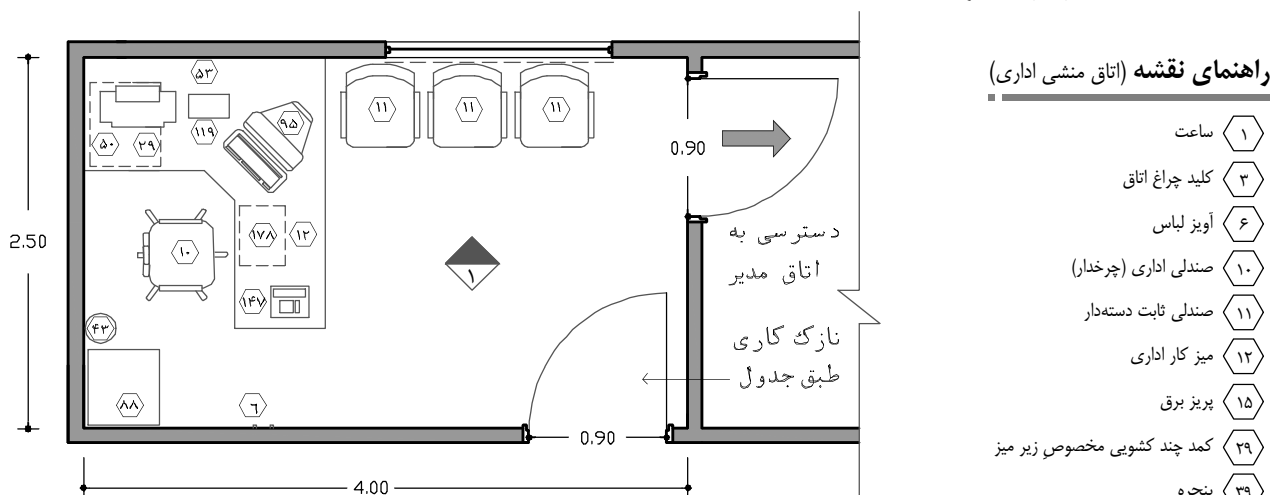 راهنمای نقشه (اتاق منشی اداری)
۱ ساعت
۳ کلید چراغ اتاق
۶ آویز لباس
۱۰ صندلی اداری (چرخدار)
۱۱ صندلی ثابت دسته‌دار
۱۲ میز کار اداری
۱۵ پریز برق
۲۹ کمد چند کشویی مخصوصِ زیر میز
۳۹ پنجره
۵۳
۱۱ ۱۱ ۱۱
۹۵
۱۱۹
۵۰ ۲۹
0.90
2.50
۱۷۸ ۱۲
۱۰
۱
دسترسی به
اتاق مدیر
۱۴۷
۴۳
نازک کاری
طبق جدول
۸۸
۶
0.90
4.00